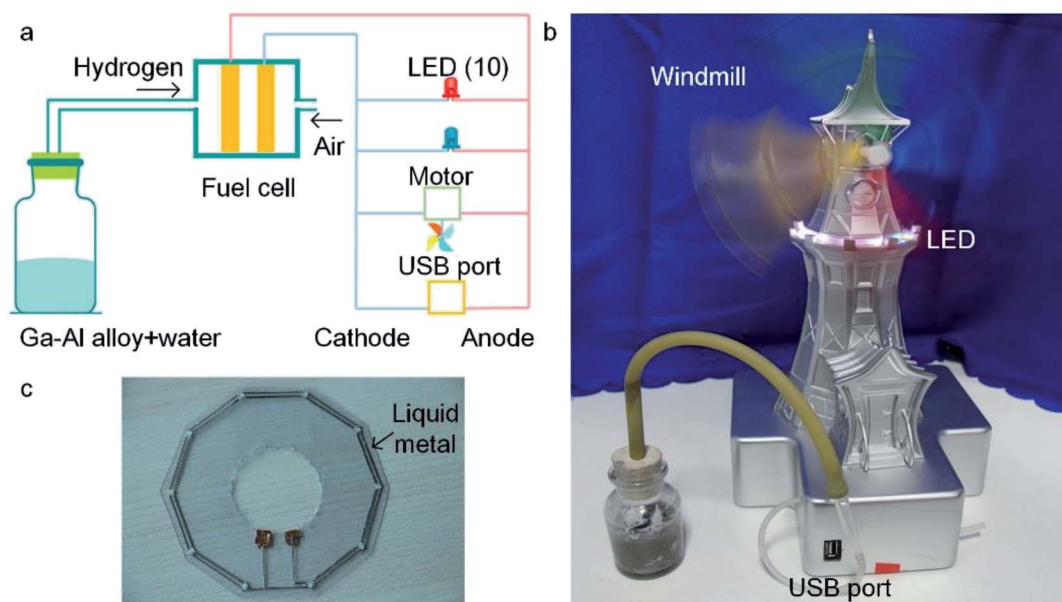 a
Hydrogen
LED (10)
Air
Fuel cell
Motor
USB port
Ga-Al alloy+water
Cathode
Anode
b
Windmill
LED
USB port
c
Liquid
metal